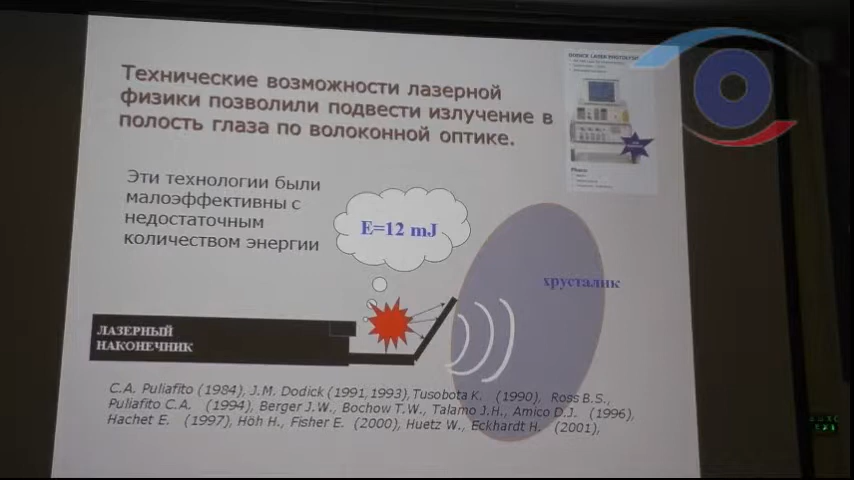 Технические возможности лазерной
физики позволили подвести излучение в
полость глаза по волоконной оптике.
Эти технологии были
малоэффективны с
недостаточным
количеством энергии
E=12 mJ
хрусталик
ЛАЗЕРНЫЙ
НАКОНЕЧНИК
C.A. Puliafito (1984), J.M. Dodick (1991,1993), Tusobota K. (1990), Ross B.S.,
Puliafito C.A. (1994), Berger J.W., Bochow T.W., Talamo J.H., Amico D.J. (1996),
Hachet E. (1997), Höh H., Fisher E. (2000), Huetz W., Eckhardt H. (2001),